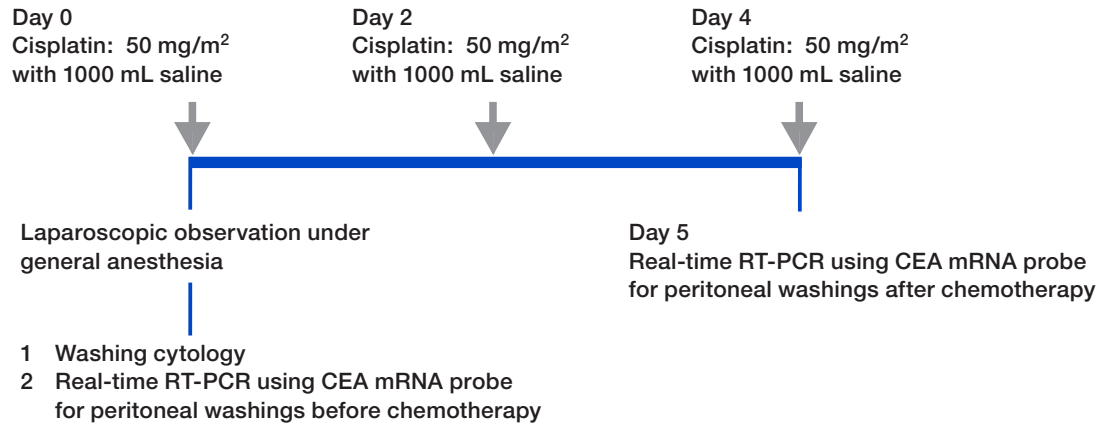 Day 0
Cisplatin: 50 mg/m²
with 1000 mL saline
Day 2
Cisplatin: 50 mg/m²
with 1000 mL saline
Day 4
Cisplatin: 50 mg/m²
with 1000 mL saline
Laparoscopic observation under
general anesthesia
1 Washing cytology
2 Real-time RT-PCR using CEA mRNA probe
for peritoneal washings before chemotherapy
Day 5
Real-time RT-PCR using CEA mRNA probe
for peritoneal washings after chemotherapy